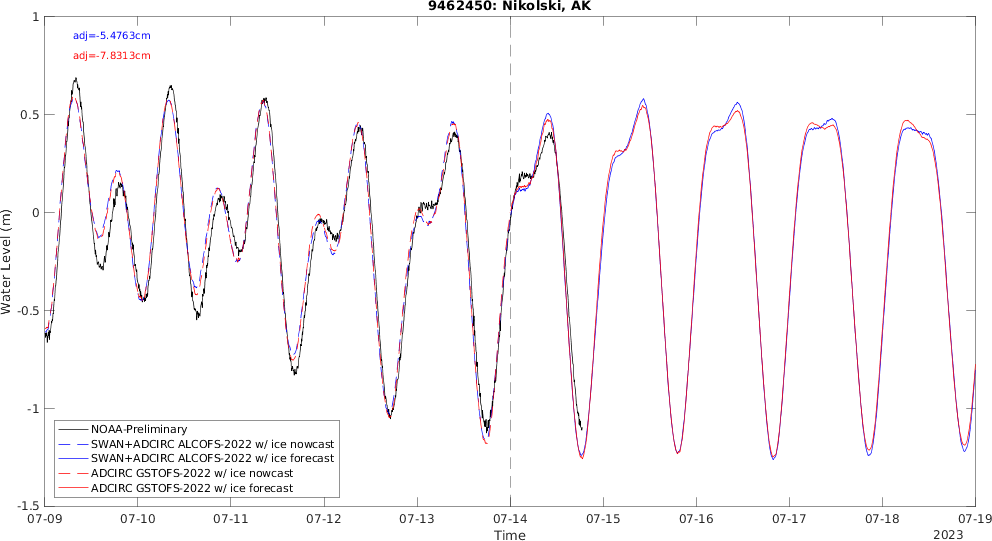 9462450: Nikolski, AK
adj=-5.4763cm
adj=-7.8313cm
1
0.5
0
-0.5
-1
-1.5
Water Level (m)
NOAA-Preliminary
SWAN+ADCIRC ALCOFS-2022 w/ ice nowcast
SWAN+ADCIRC ALCOFS-2022 w/ ice forecast
ADCIRC GSTOFS-2022 w/ ice nowcast
ADCIRC GSTOFS-2022 w/ ice forecast
07-09 07-10 07-11 07-12 07-13 07-14 07-15 07-16 07-17 07-18 07-19
Time
2023